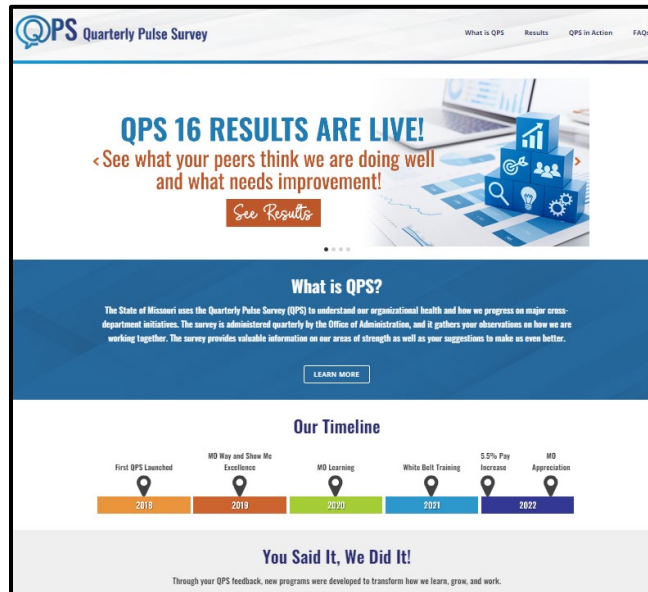 QPS Quarterly Pulse Survey
What is QPS
Results
QPS in Action
FAQs
QPS 16 RESULTS ARE LIVE!
See what your peers think we are doing well
and what needs improvement!
See Results
What is QPS?
The State of Missouri uses the Quarterly Pulse Survey (QPS) to understand our organizational health and how we progress on major cross-
department initiatives. The survey is administered quarterly by the Office of Administration, and it gathers your observations on how we are
working together. The survey provides valuable information on our areas of strength as well as your suggestions to make us even better.
LEARN MORE
Our Timeline
First QPS Launched
MO Way and Show Me
Excellence
MO Learning
White Belt Training
5.5% Pay
Increase
MO
Appreciation
2018
2019
2020
2021
2022
You Said It, We Did It!
Through your QPS feedback, new programs were developed to transform how we learn, grow, and work.